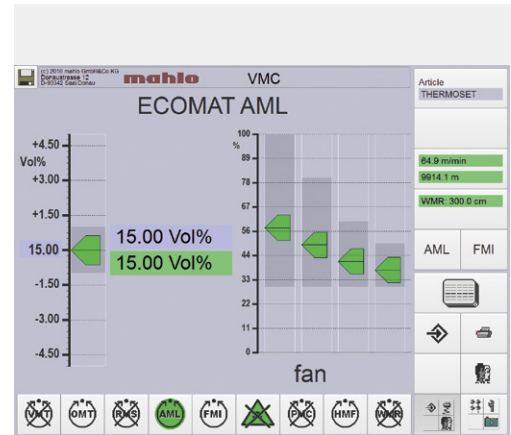 (c) 2010 mahlo GmbH&Co KG
Donaustrasse 12
D-93342 Saal/Donau
mahlo
VMC
ECOMAT AML
Article
THERMOSET
64.9 m/min
9914.1 m
WMR: 300.0 cm
AML
FMI
+4.50
Vol%
+3.00
+1.50
15.00
-1.50
-3.00
-4.50
15.00 Vol%
15.00 Vol%
100
%
89
78
67
56
44
33
22
11
0
fan
VMT
OMT
RMS
AML
FMI
PMC
HMF
WMR